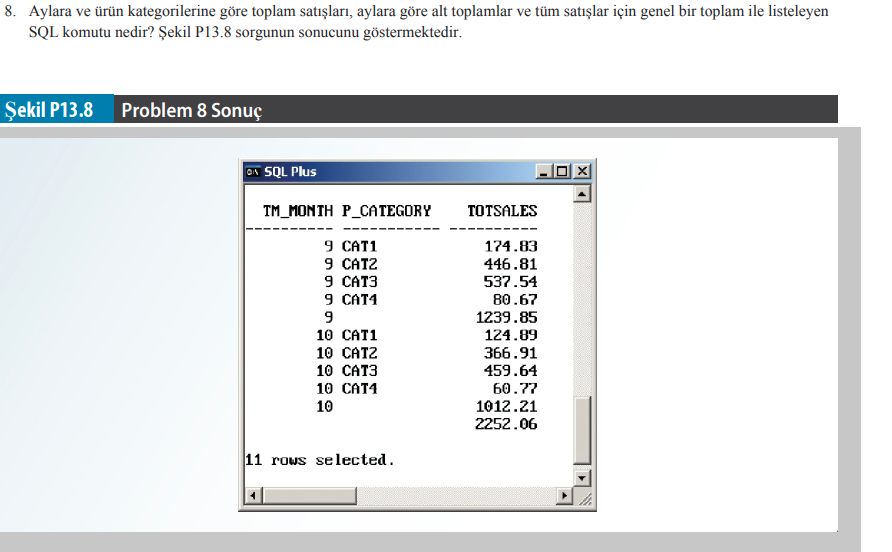 8. Aylara ve ürün kategorilerine göre toplam satışları, aylara göre alt toplamlar ve tüm satışlar için genel bir toplam ile listeleyen
SQL komutu nedir? Şekil P13.8 sorgunun sonucunu göstermektedir.
Şekil P13.8 Problem 8 Sonuç
SQL Plus
TM_MONTH P_CATEGORY TOTSALES
---------- ----------- ----------
9 CAT1 174.83
9 CAT2 446.81
9 CAT3 537.54
9 CAT4 80.67
9 1239.85
10 CAT1 124.89
10 CAT2 366.91
10 CAT3 459.64
10 CAT4 60.77
10 1012.21
2252.06
11 rows selected.